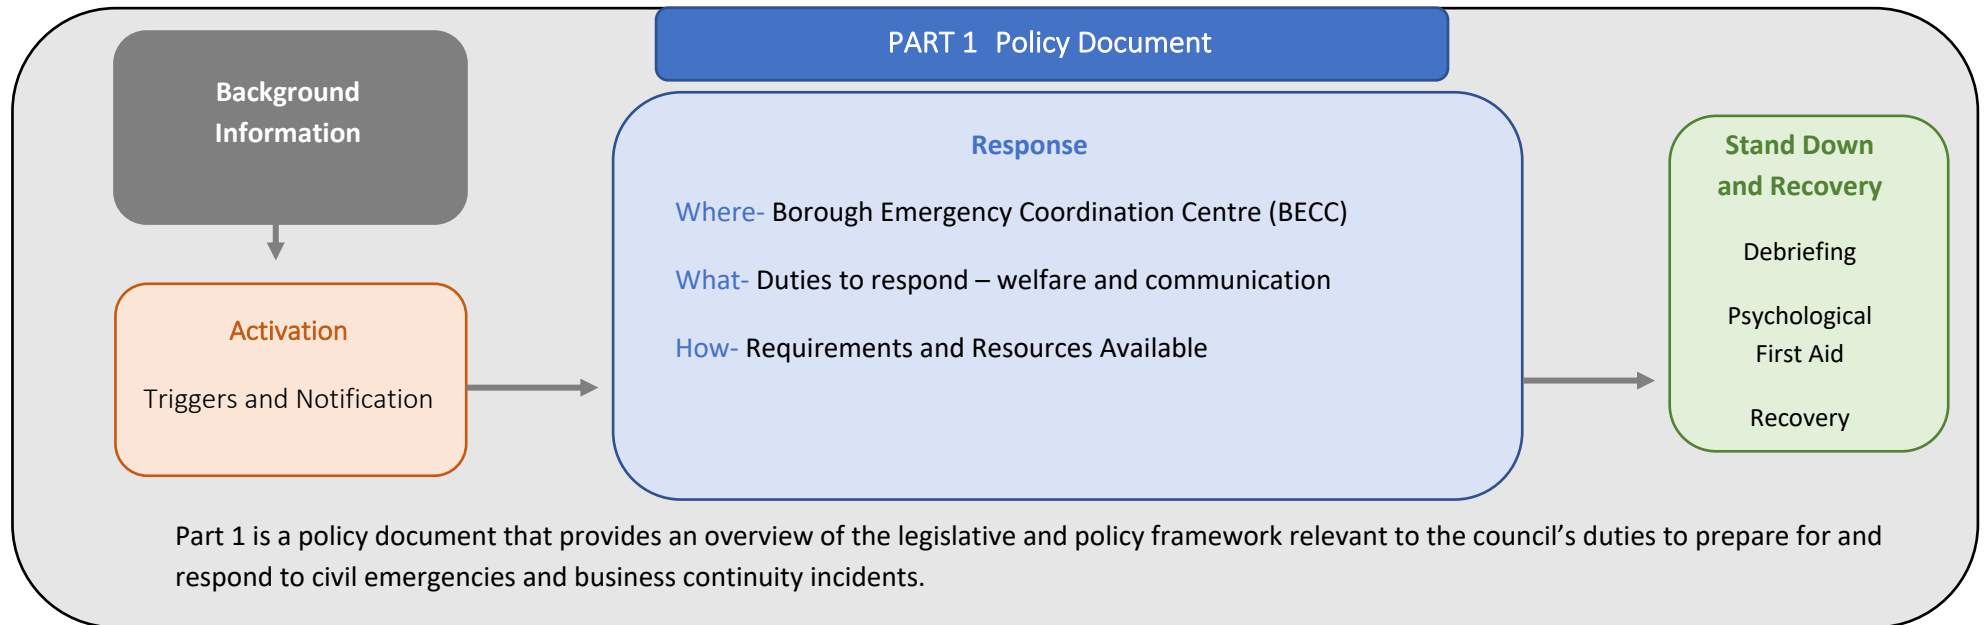 PART 1 Policy Document
Background
Information
Activation
Triggers and Notification
Response
Where- Borough Emergency Coordination Centre (BECC)
What- Duties to respond – welfare and communication
How- Requirements and Resources Available
Stand Down
and Recovery
Debriefing
Psychological
First Aid
Recovery
Part 1 is a policy document that provides an overview of the legislative and policy framework relevant to the council’s duties to prepare for and
respond to civil emergencies and business continuity incidents.